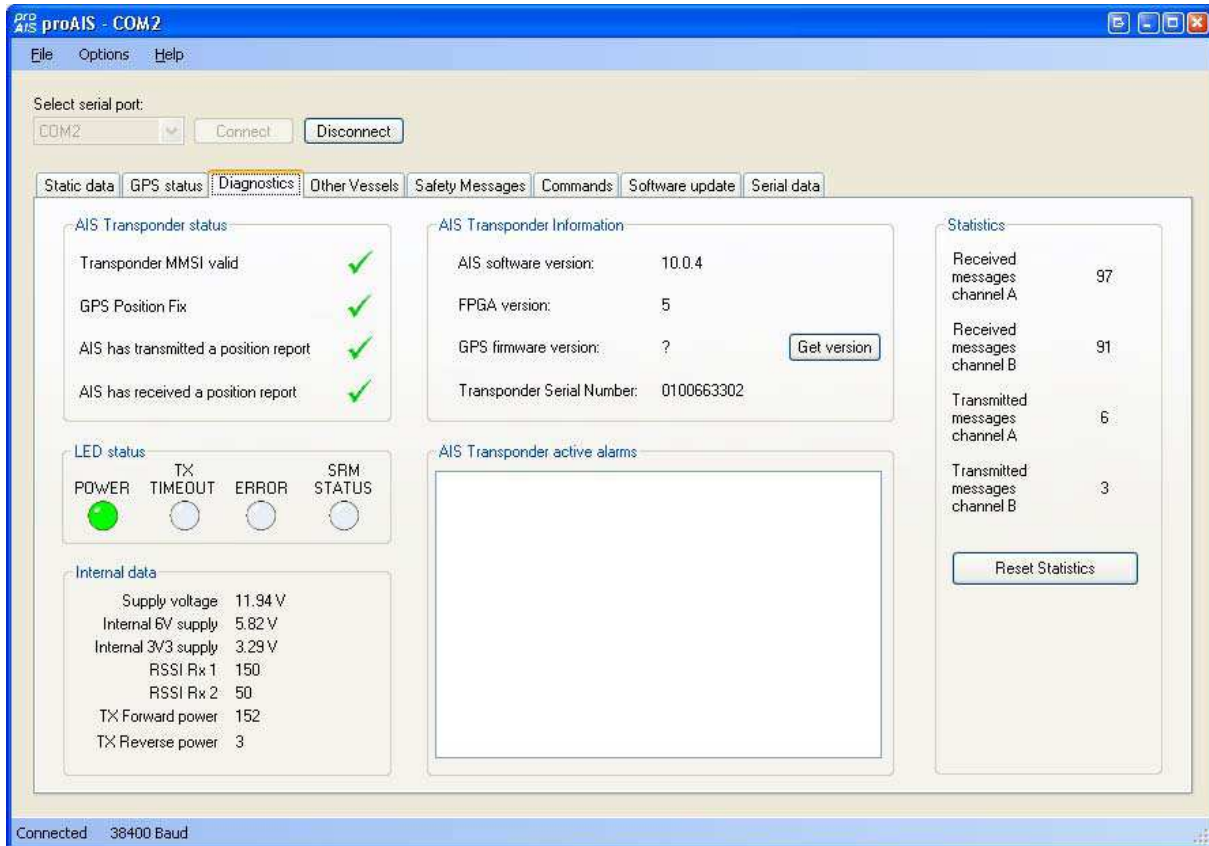 pro AIS proAIS - COM2
File Options Help
Select serial port:
COM2 Connect Disconnect
Static data GPS status Diagnostics Other Vessels Safety Messages Commands Software update Serial data
AIS Transponder status
Transponder MMSI valid
GPS Position Fix
AIS has transmitted a position report
AIS has received a position report
LED status
POWER TX TIMEOUT ERROR SRM STATUS
Internal data
Supply voltage 11.94 V
Internal 6V supply 5.82 V
Internal 3V3 supply 3.29 V
RSSI Rx 1 150
RSSI Rx 2 50
TX Forward power 152
TX Reverse power 3
AIS Transponder Information
AIS software version: 10.0.4
FPGA version: 5
GPS firmware version: ? Get version
Transponder Serial Number: 0100663302
AIS Transponder active alarms
Statistics
Received
messages 97
channel A
Received
messages 91
channel B
Transmitted
messages 6
channel A
Transmitted
messages 3
channel B
Reset Statistics
Connected 38400 Baud